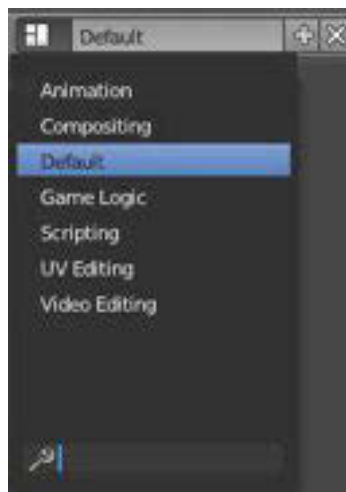 Default
Animation
Compositing
Default
Game Logic
Scripting
UV Editing
Video Editing